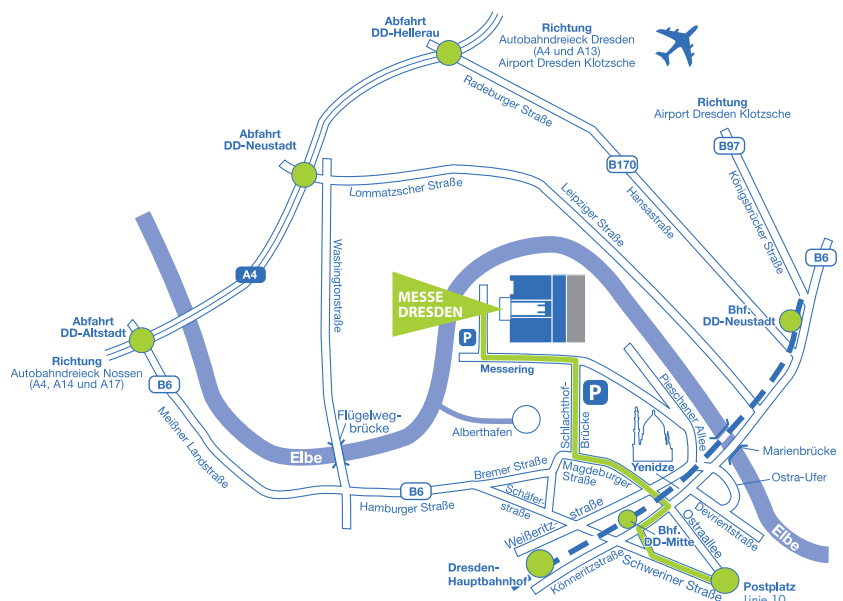 Abfahrt
DD-Hellerau
Richtung
Autobahndreieck Dresden
(A4 und A13)
Airport Dresden Klotzsche
Radeburger Straße
Richtung
Airport Dresden Klotzsche
Abfahrt
DD-Neustadt
B97
B170
Lommatzscher Straße
Leipziger Straße
Hansastraße
Königsbrücker Straße
B6
Washingtonstraße
A4
MESSE
DRESDEN
Bhf.
DD-Neustadt
Abfahrt
DD-Altstadt
P
Richtung
Autobahndreieck Nossen
(A4, A14 und A17)
B6
Messering
P
Pieschener Allee
Meißner Landstraße
Flügelweg-
brücke
Alberthafen
Schlachthof-
Brücke
Elbe
Marienbrücke
Yenidze
Bremer Straße
Magdeburger
Straße
Ostra-Ufer
B6
Hamburger Straße
Schäfer-
straße
Weißeritz-
straße
Ostraallee
Devrientstraße
Elbe
Bhf.
DD-Mitte
Dresden-
Hauptbahnhof
Könneritzstraße
Schweriner Straße
Postplatz
Linie 10